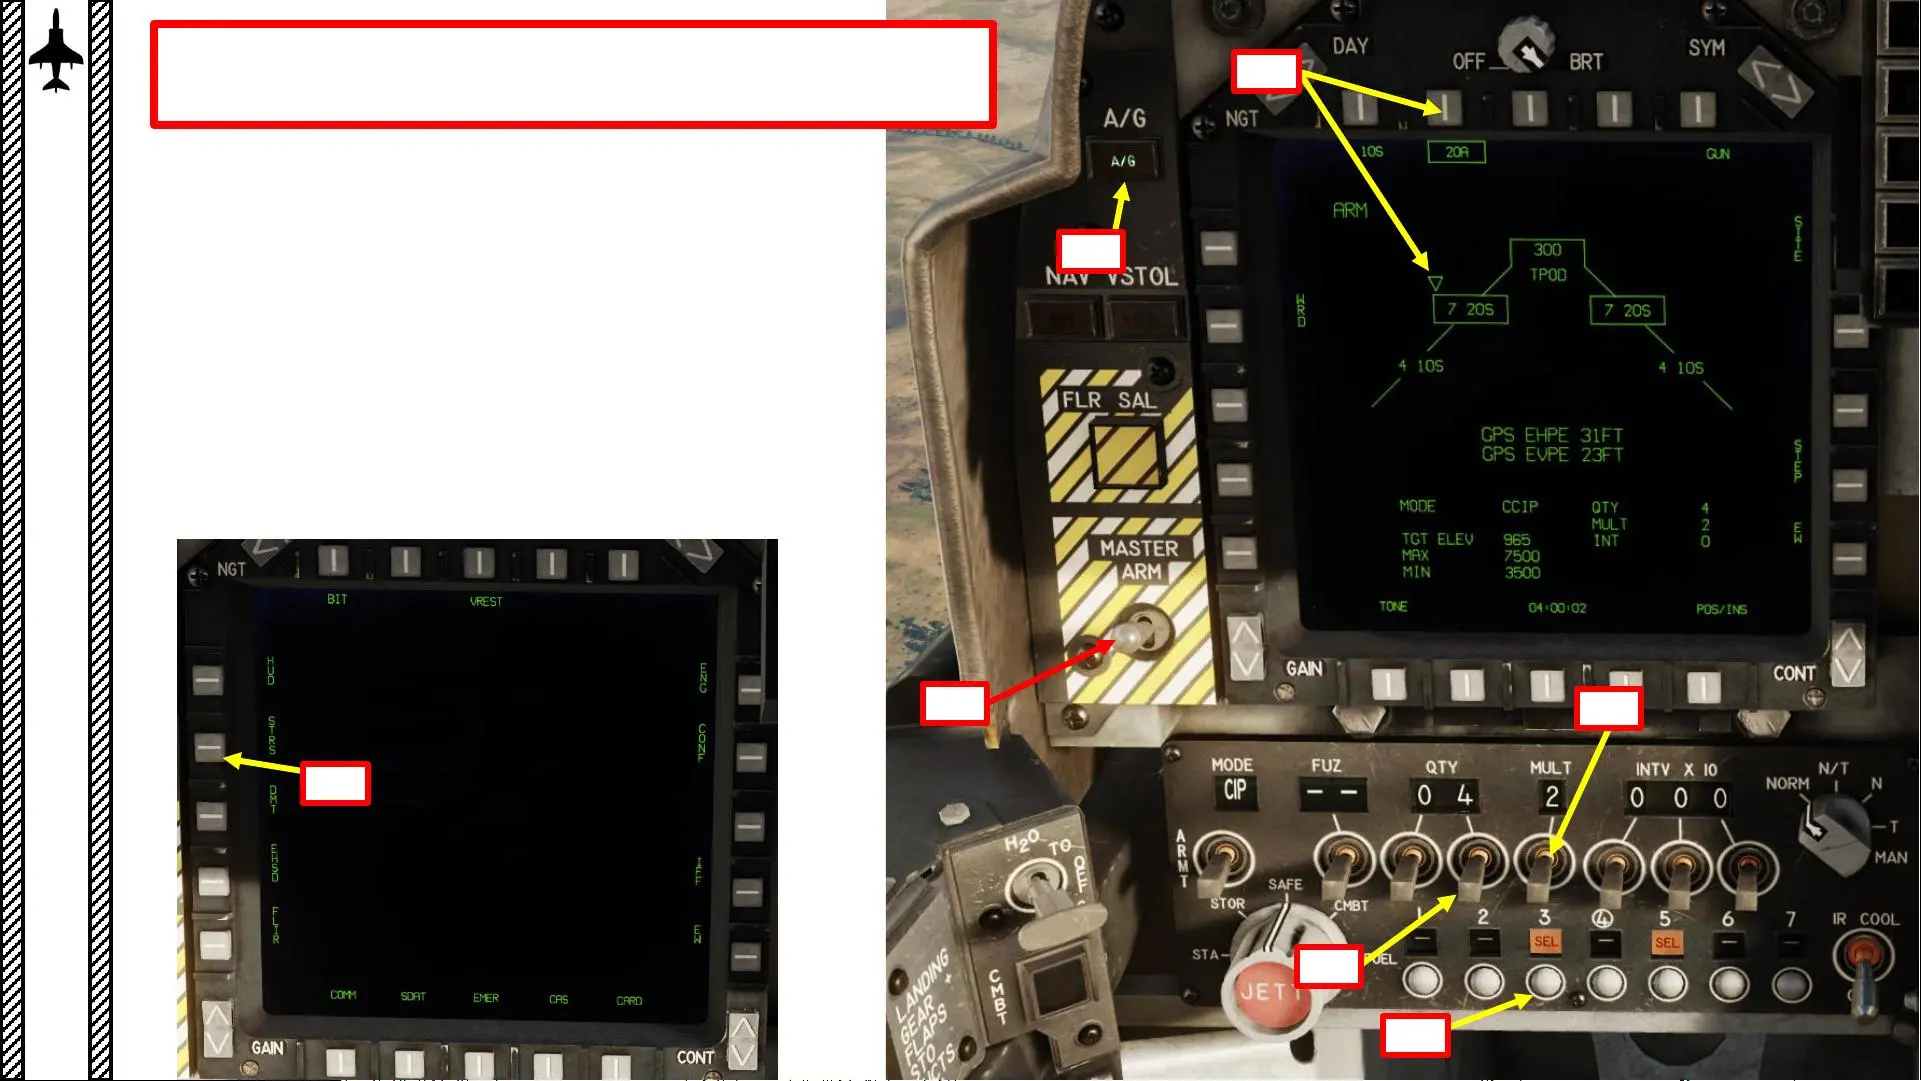 DAY
OFF
BRT
SYM
NGT
A/G
A/G
10S
20A
GUN
ARM
SITE
WRD
300
TPOD
7 20S
7 20S
4 10S
4 10S
NAV VSTOL
FLR SAL
GPS EHPE 31FT
GPS EVPE 23FT
STEP
EW
MODE CCIP QTY 4
MULT 2
TGT ELEV 965 INT 0
MAX 7500
MIN 3500
TONE
04:00:02
POS/INS
MASTER
ARM
GAIN
CONT
NGT
BIT
VREST
HUD
STRS
DMT
EHSD
FLTR
ENG
CONF
IFF
EW
COMM
SDAT
EMER
CAS
CARD
GAIN
CONT
MODE
FUZ
QTY
MULT
INTV X 10
CIP
--
0 4
2
0 0 0
NORM
N/T
N
T
MAN
ARMT
SAFE
STOR
CMBT
STA
JETT
1 2 3 4 5 6 7
SEL
SEL
IR COOL
H2O
TO
OFF
CMBT
LANDING
GEAR +
FLAPS